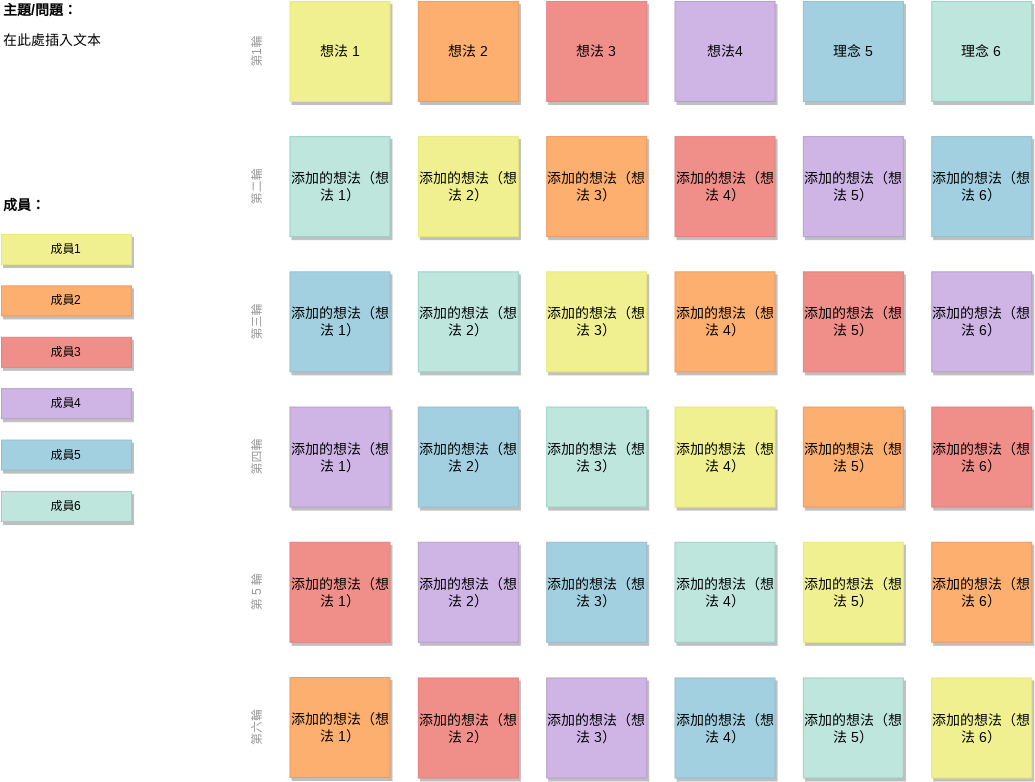 主題/問題：
在此處插入文本
成員：
成員1
成員2
成員3
成員4
成員5
成員6
第1輪
想法 1
想法 2
想法 3
想法4
理念 5
理念 6
第二輪
添加的想法（想
法 1）
添加的想法（想
法 2）
添加的想法（想
法 3）
添加的想法（想
法 4）
添加的想法（想
法 5）
添加的想法（想
法 6）
第三輪
添加的想法（想
法 1）
添加的想法（想
法 2）
添加的想法（想
法 3）
添加的想法（想
法 4）
添加的想法（想
法 5）
添加的想法（想
法 6）
第四輪
添加的想法（想
法 1）
添加的想法（想
法 2）
添加的想法（想
法 3）
添加的想法（想
法 4）
添加的想法（想
法 5）
添加的想法（想
法 6）
第 5 輪
添加的想法（想
法 1）
添加的想法（想
法 2）
添加的想法（想
法 3）
添加的想法（想
法 4）
添加的想法（想
法 5）
添加的想法（想
法 6）
第六輪
添加的想法（想
法 1）
添加的想法（想
法 2）
添加的想法（想
法 3）
添加的想法（想
法 4）
添加的想法（想
法 5）
添加的想法（想
法 6）